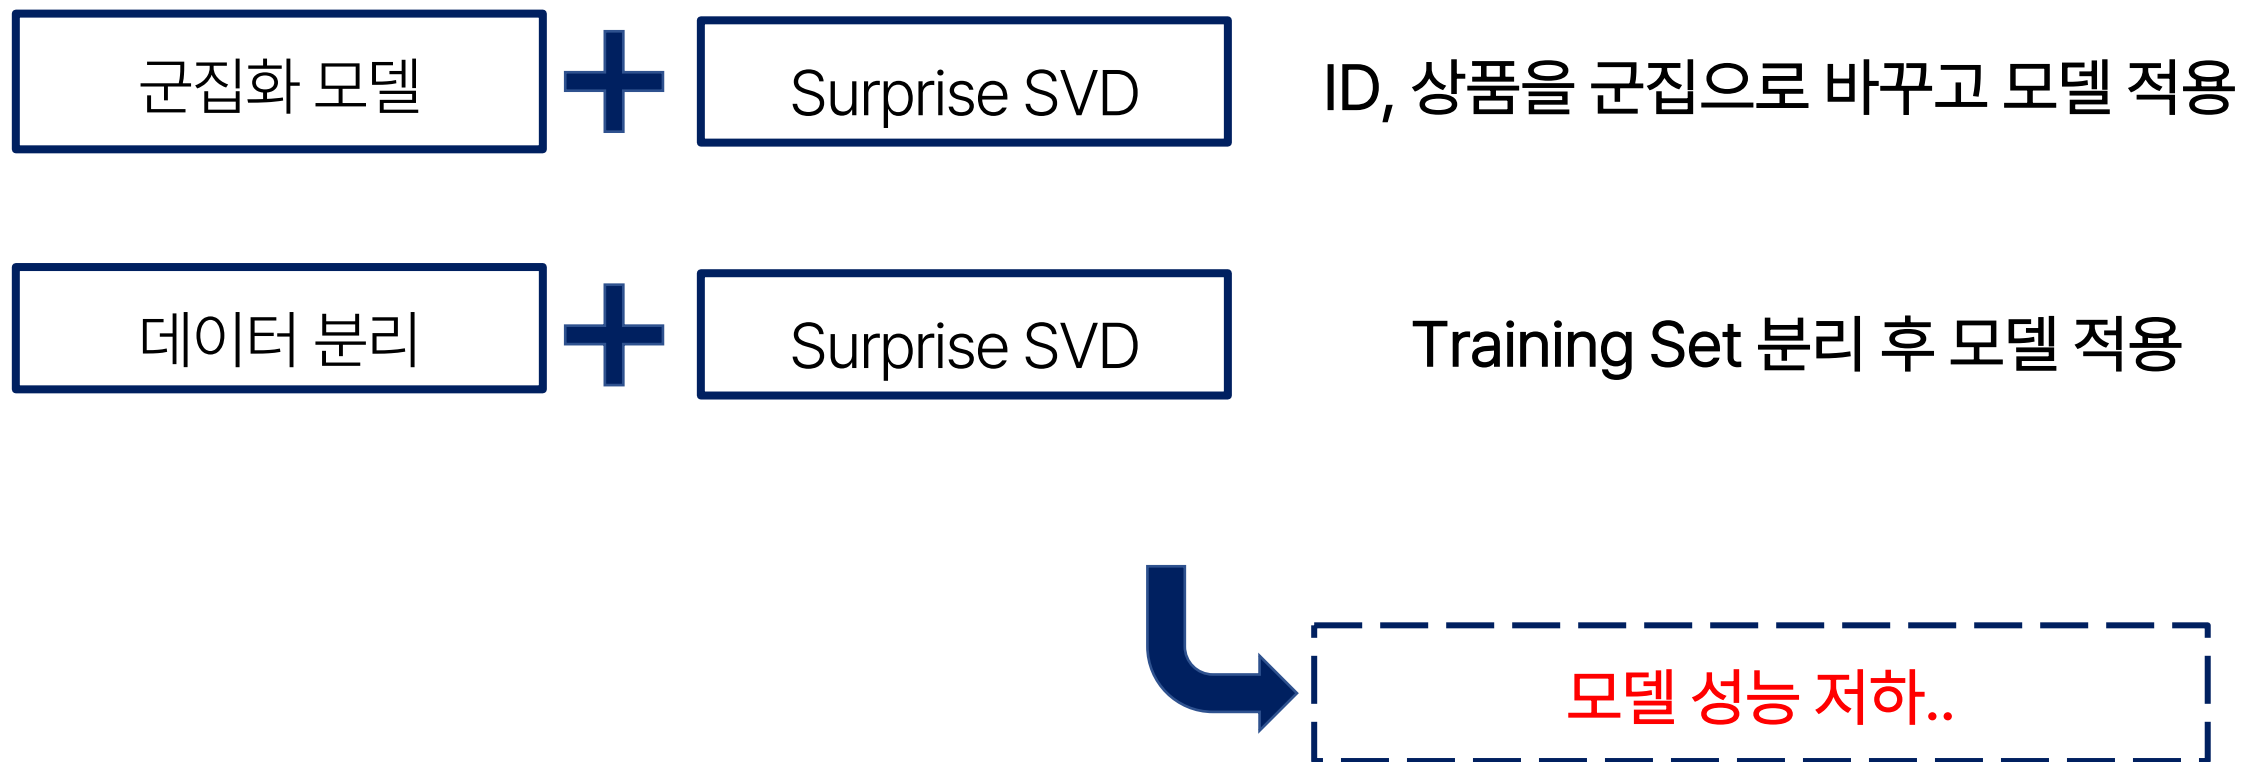 군집화 모델
Surprise SVD
ID, 상품을 군집으로 바꾸고 모델 적용
데이터 분리
Surprise SVD
Training Set 분리 후 모델 적용
모델 성능 저하..